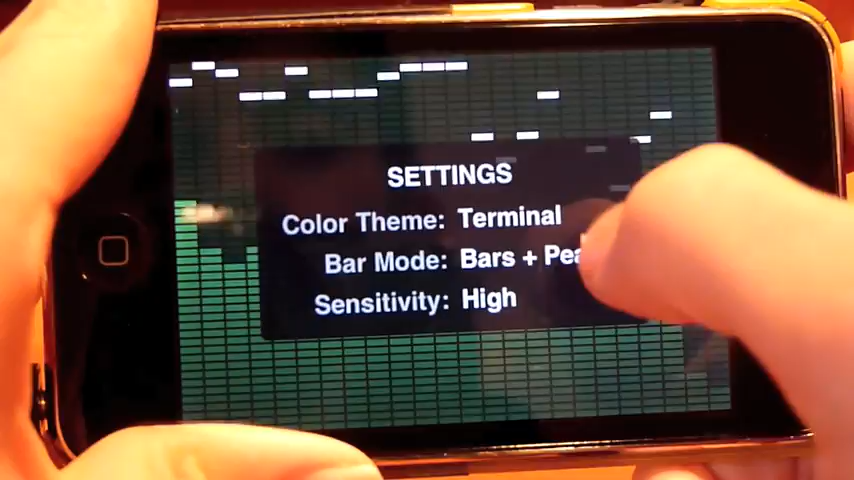 SETTINGS
Color Theme: Terminal
Bar Mode: Bars +
Sensitivity: High